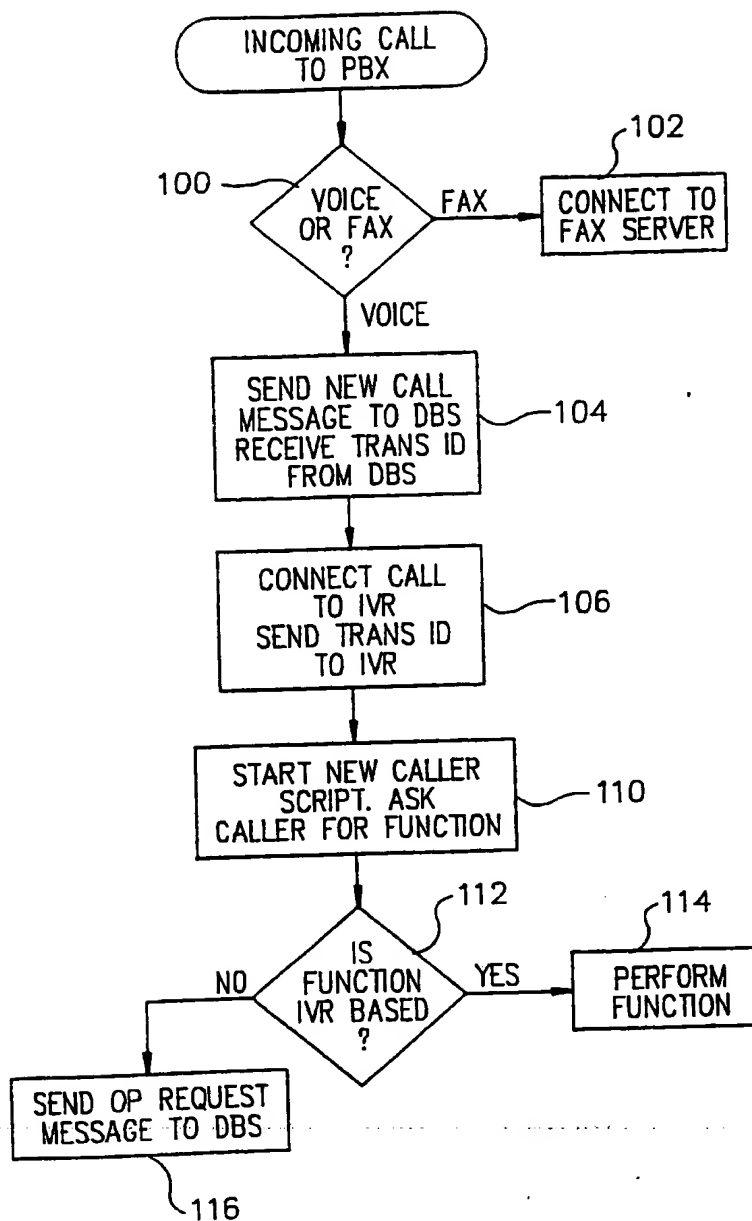 INCOMING CALL
TO PBX
102
100
VOICE
OR FAX
?
FAX
CONNECT TO
FAX SERVER
VOICE
SEND NEW CALL
MESSAGE TO DBS
RECEIVE TRANS ID
FROM DBS
104
CONNECT CALL
TO IVR
SEND TRANS ID
TO IVR
106
START NEW CALLER
SCRIPT. ASK
CALLER FOR FUNCTION
110
112
114
IS
FUNCTION
IVR BASED
?
NO
YES
PERFORM
FUNCTION
SEND OP REQUEST
MESSAGE TO DBS
116